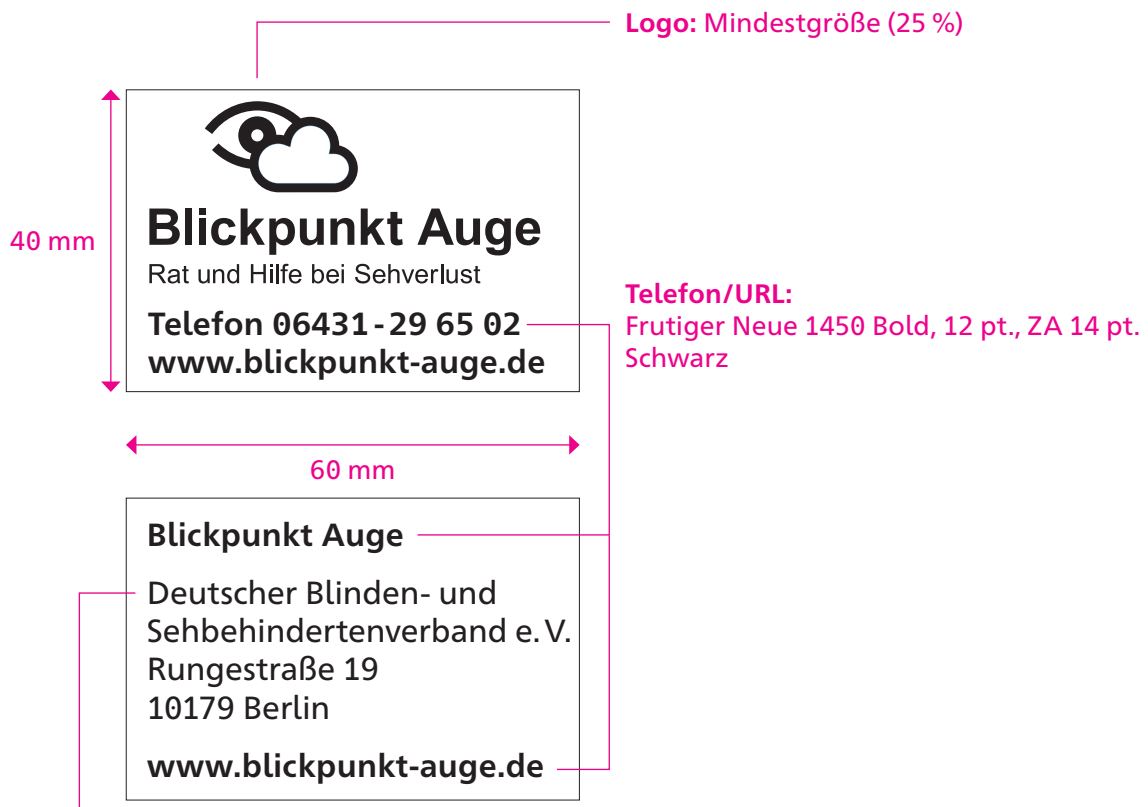 Logo: Mindestgröße (25 %)
40 mm
Blickpunkt Auge
Rat und Hilfe bei Sehverlust
Telefon 06431 - 29 65 02
www.blickpunkt-auge.de
Telefon/URL:
Frutiger Neue 1450 Bold, 12 pt., ZA 14 pt.
Schwarz
60 mm
Blickpunkt Auge
Deutscher Blinden- und
Sehbehindertenverband e. V.
Rungestraße 19
10179 Berlin
www.blickpunkt-auge.de